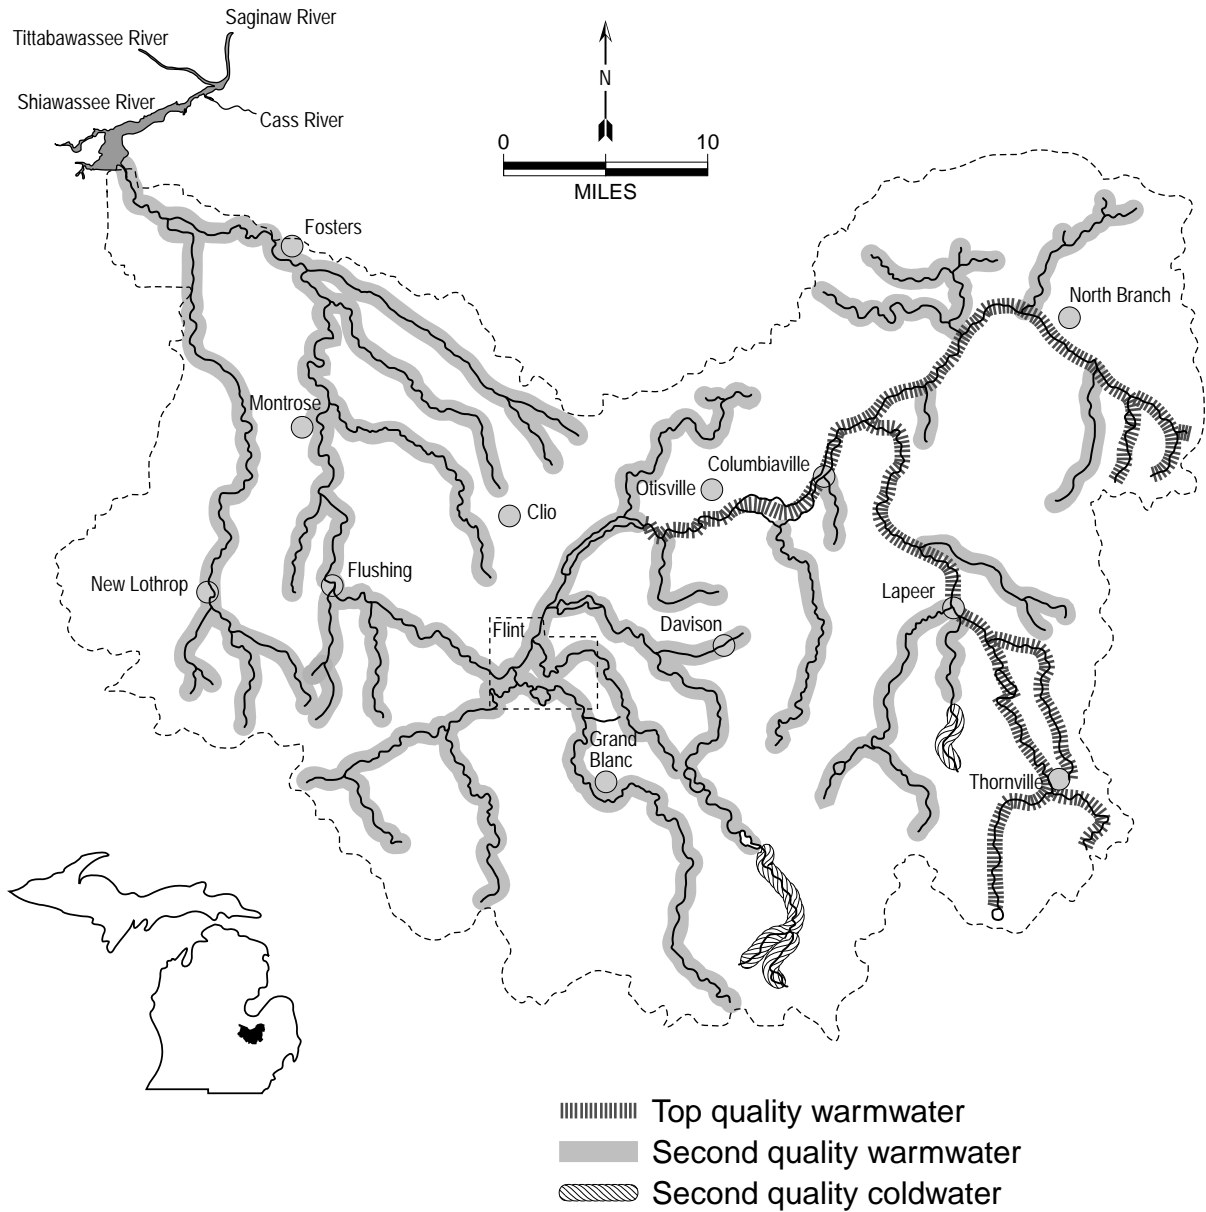 Saginaw River
Tittabawassee River
Shiawassee River
Cass River
N
0 10
MILES
Fosters
North Branch
Montrose
Columbiaville
Otisville
Clio
New Lothrop
Flushing
Lapeer
Flint
Davison
Grand
Blanc
Thornville
Top quality warmwater
Second quality warmwater
Second quality coldwater